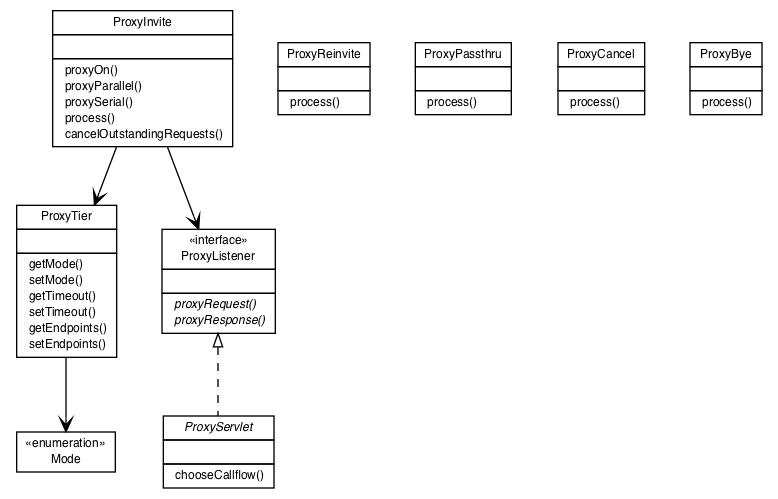 ProxyInvite
proxyOn()
proxyParallel()
proxySerial()
process()
cancelOutstandingRequests()
ProxyReinvite
process()
ProxyPassthru
process()
ProxyCancel
process()
ProxyBye
process()
ProxyTier
getMode()
setMode()
getTimeout()
setTimeout()
getEndpoints()
setEndpoints()
«interface»
ProxyListener
proxyRequest()
proxyResponse()
«enumeration»
Mode
ProxyServlet
chooseCallflow()